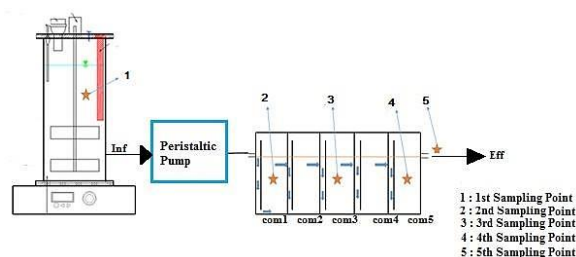 1
Inf
Peristaltic
Pump
2
3
4
5
Eff
com1 com2 com3 com4 com5
1 : 1st Sampling Point
2 : 2nd Sampling Point
3 : 3rd Sampling Point
4 : 4th Sampling Point
5 : 5th Sampling Point